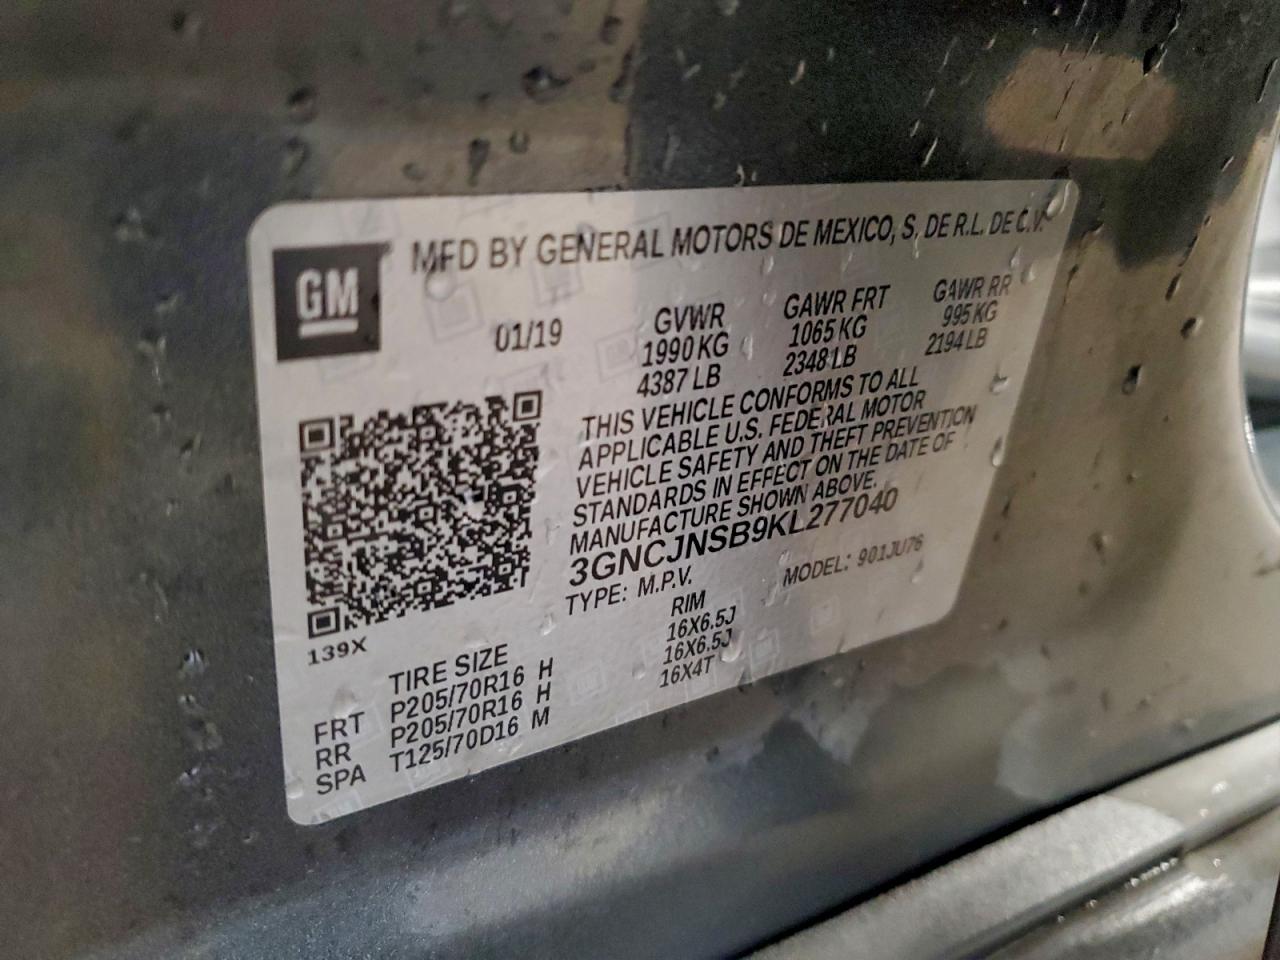 GM
MFD BY GENERAL MOTORS DE MEXICO, S. DE R.L. DE C.V.
01/19
GVWR GAWR FRT GAWR RR
1990 KG 1065 KG 995 KG
4387 LB 2348 LB 2194 LB
THIS VEHICLE CONFORMS TO ALL
APPLICABLE U.S. FEDERAL MOTOR
VEHICLE SAFETY AND THEFT PREVENTION
STANDARDS IN EFFECT ON THE DATE OF
MANUFACTURE SHOWN ABOVE.
3GNCJNSB9KL277040
TYPE: M.P.V. MODEL: 901JU76
139X
TIRE SIZE RIM
FRT P205/70R16 H 16X6.5J
RR P205/70R16 H 16X6.5J
SPA T125/70D16 M 16X4T